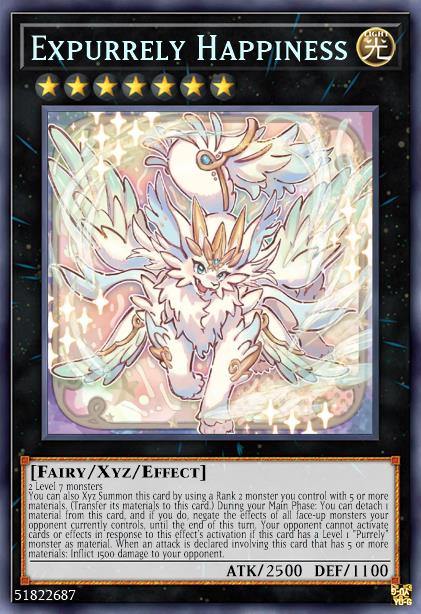 EXPURRELY HAPPINESS
LIGHT
光
[FAIRY/XYZ/EFFECT]
2 Level 7 monsters
You can also Xyz Summon this card by using a Rank 2 monster you control with 5 or more
materials. (Transfer its materials to this card.) During your Main Phase: You can detach 1
material from this card, and if you do, negate the effects of all face-up monsters your
opponent currently controls, until the end of this turn. Your opponent cannot activate
cards or effects in response to this effect's activation if this card has a Level 1 "Purrely"
monster as material. When an attack is declared involving this card that has 5 or more
materials: Inflict 1500 damage to your opponent.
ATK/2500 DEF/1100
51822687